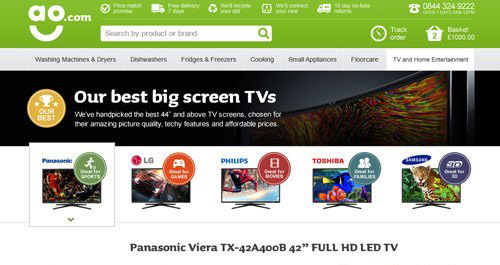 ao.com
Price match promise
Free delivery 7 days
We'll recycle your old
We'll connect your new
10 day no-fuss returns
0844 324 9222
OPEN 7 DAYS 8AM-10PM
Search by product or brand
Track order
2
Basket £1000.00
Washing Machines & Dryers Dishwashers Fridges & Freezers Cooking Small Appliances Floorcare TV and Home Entertainment
OUR BEST
Our best big screen TVs
We've handpicked the best 44" and above TV screens, chosen for
their amazing picture quality, techy features and affordable prices.
Panasonic
Great for SPORTS
LG
Great for GAMES
PHILIPS
Great for MOVIES
TOSHIBA
Great for FAMILIES
SAMSUNG
3D
Great for 3D
Panasonic Viera TX-42A400B 42” FULL HD LED TV